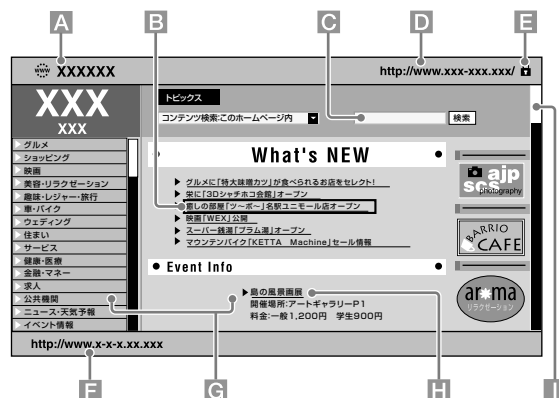 A
B
C
D
E
www XXXXXX
http://www.xxx-xxx.xxx/
XXX
XXX
トピックス
コンテンツ検索:このホームページ内
検索
グルメ
ショッピング
映画
美容・リラクゼーション
趣味・レジャー・旅行
車・バイク
ウェディング
住まい
サービス
健康・医療
金融・マネー
求人
公共機関
ニュース・天気予報
イベント情報
What's NEW
グルメに「特大味噌カツ」が食べられるお店をセレクト!
栄に「3Dシャチホコ会館」オープン
癒しの部屋「ツ〜ボ〜」名駅ユニモール店オープン
映画「WEX」公開
スーパー銭湯「プラム湯」オープン
マウンテンバイク「KETTA Machine」セール情報
Event Info
島の風景画展
開催場所:アートギャラリーP1
料金:一般1,200円 学生900円
ajp
scs
photography
BARRIO
CAFE
aroma
リラクゼーション
http://www.x-x-x.xx.xxx
F
G
H
I